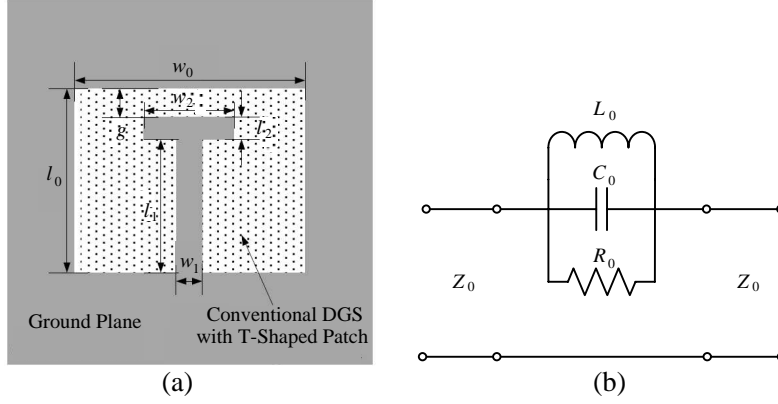 w0
w2
g
l2
l0
l1
w1
Ground Plane
Conventional DGS
with T-Shaped Patch
(a)
L0
C0
R0
Z0
Z0
(b)